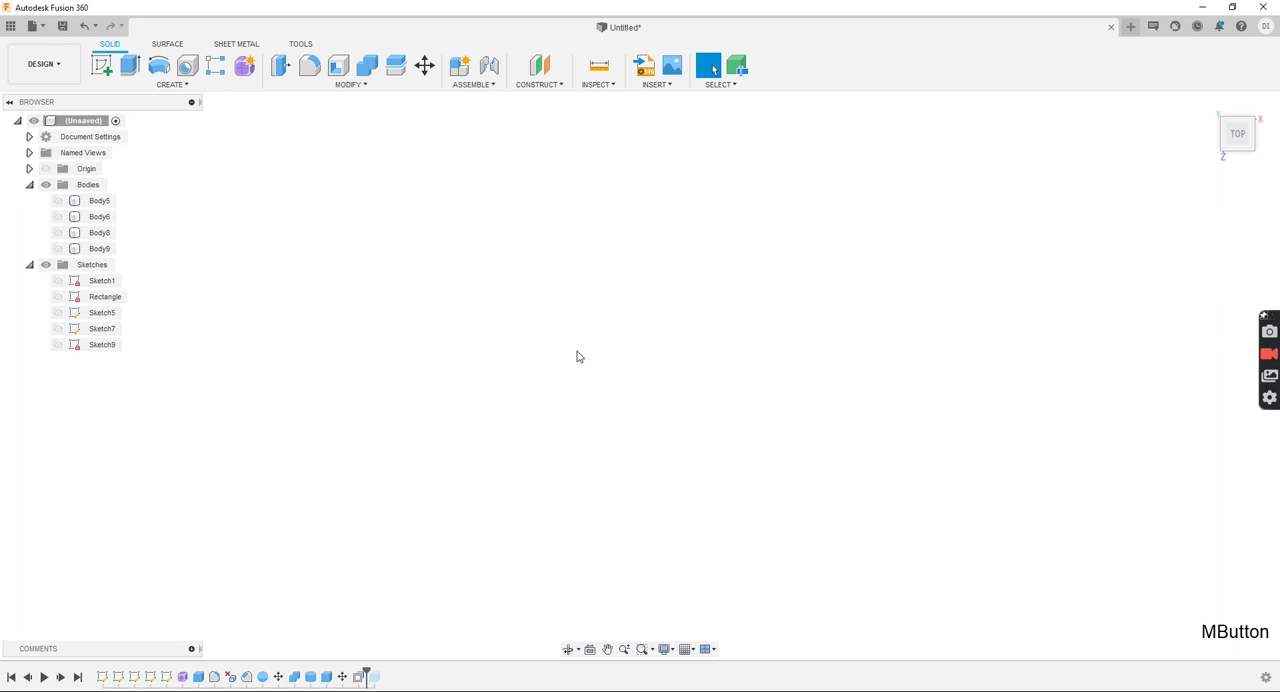 Autodesk Fusion 360
Untitled*
DI
SOLID SURFACE SHEET METAL TOOLS
DESIGN ▾
CREATE ▾ MODIFY ▾ ASSEMBLE ▾ CONSTRUCT ▾ INSPECT ▾ INSERT ▾ SELECT ▾
BROWSER
(Unsaved)
Document Settings
Named Views
Origin
Bodies
Body5
Body6
Body8
Body9
Sketches
Sketch1
Rectangle
Sketch5
Sketch7
Sketch9
Y X
TOP
Z
MButton
COMMENTS